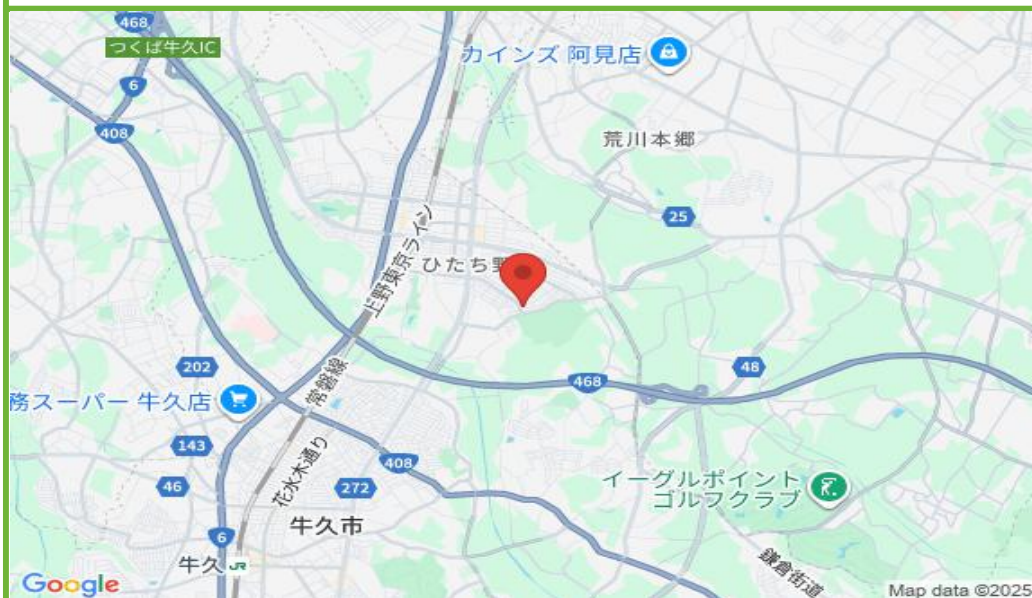 468
つくば牛久IC
カインズ 阿見店
6
408
荒川本郷
25
上野東京ライン
ひたち野
202
468
48
務スーパー 牛久店
常磐線
143
408
46
花水木通り
272
イーグルポイント
ゴルフクラブ
6
牛久市
牛久 JR
鎌倉街道
Google
Map data ©2025